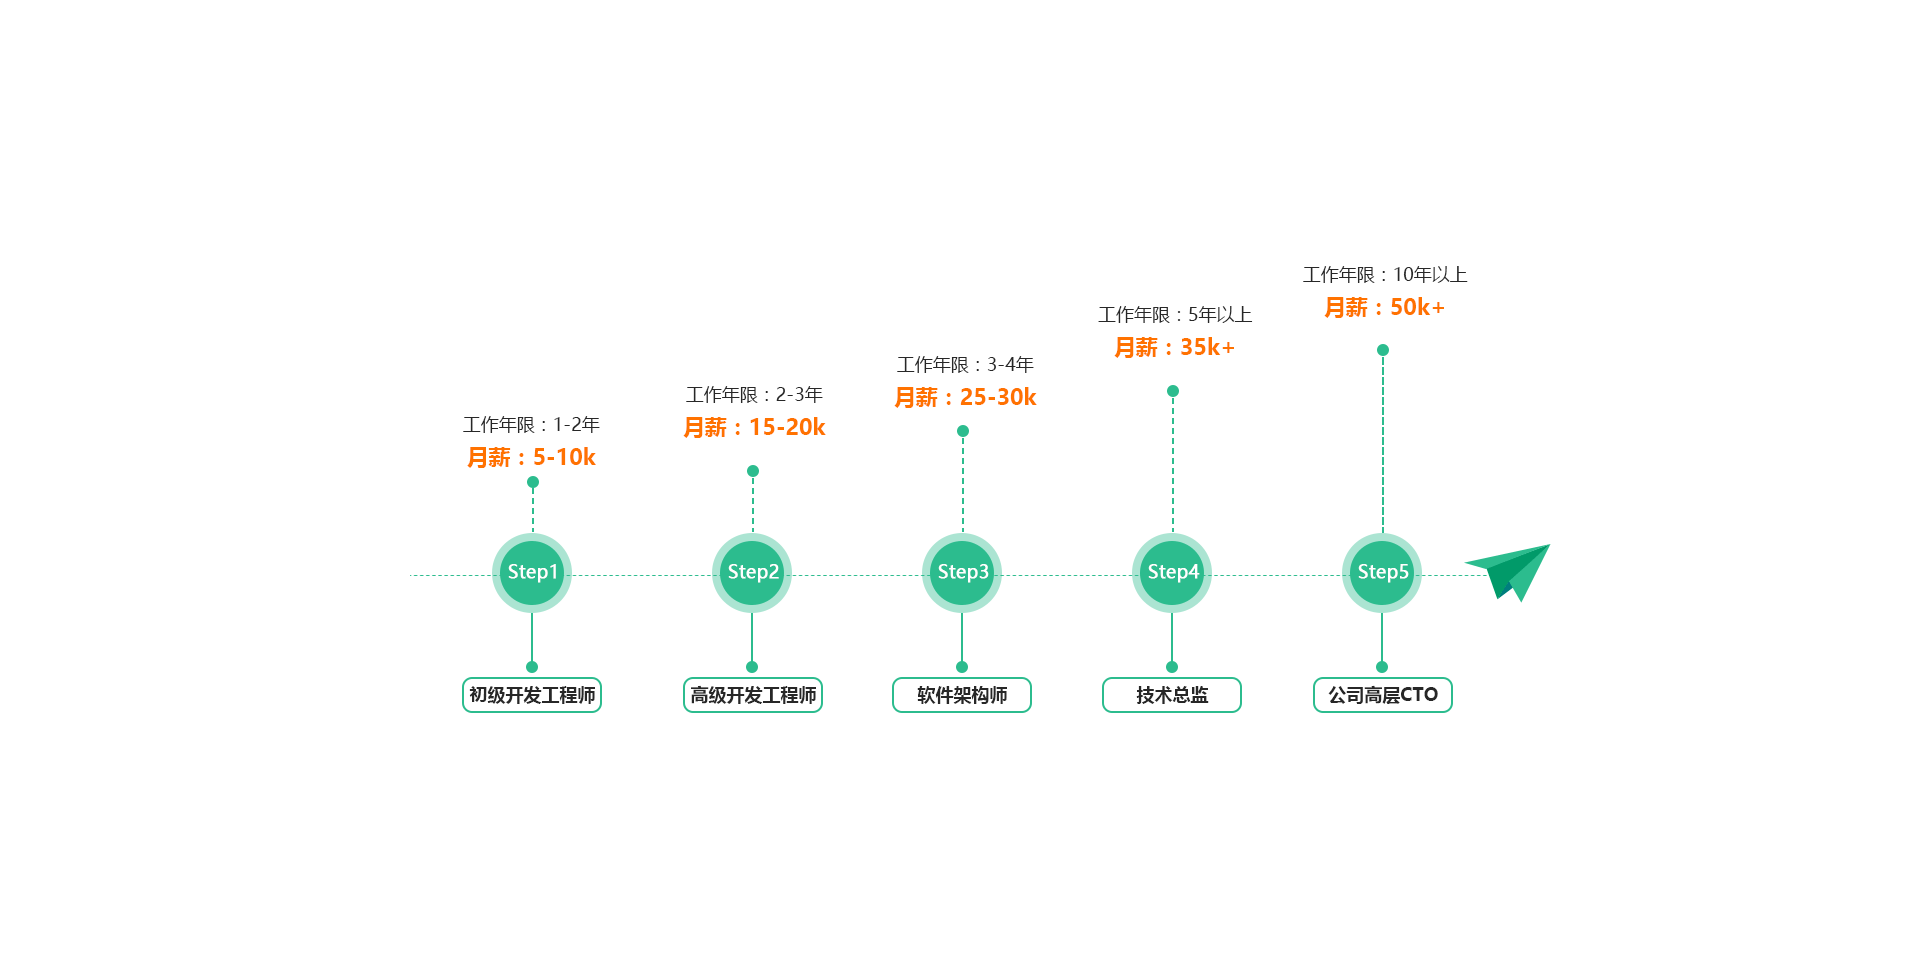 工作年限：1-2年
月薪：5-10k
Step1
初级开发工程师
工作年限：2-3年
月薪：15-20k
Step2
高级开发工程师
工作年限：3-4年
月薪：25-30k
Step3
软件架构师
工作年限：5年以上
月薪：35k+
Step4
技术总监
工作年限：10年以上
月薪：50k+
Step5
公司高层CTO